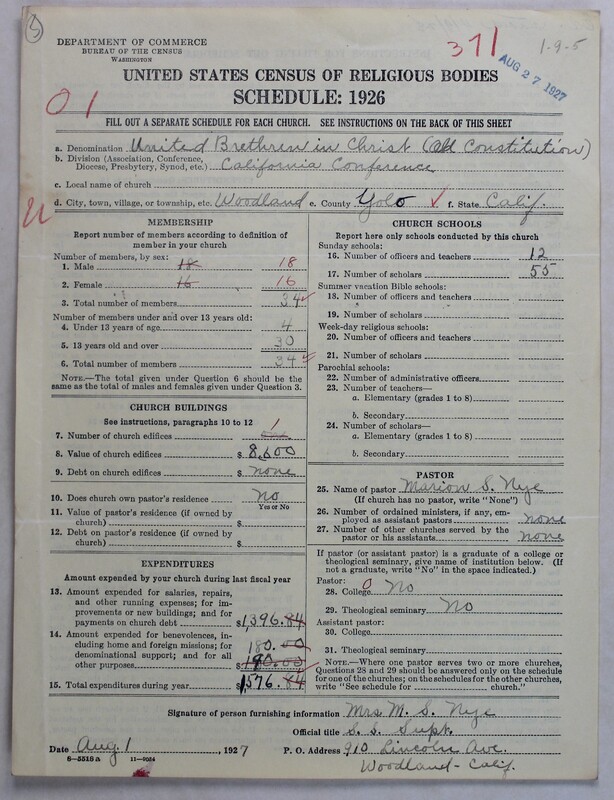 5
DEPARTMENT OF COMMERCE
BUREAU OF THE CENSUS
WASHINGTON
371
AUG 27 1927
1-9-5
UNITED STATES CENSUS OF RELIGIOUS BODIES
SCHEDULE: 1926
01
FILL OUT A SEPARATE SCHEDULE FOR EACH CHURCH. SEE INSTRUCTIONS ON THE BACK OF THIS SHEET
a. Denomination United Brethren in Christ (Old Constitution)
b. Division (Association, Conference, Diocese, Presbytery, Synod, etc.) California Conference
c. Local name of church
d. City, town, village, or township, etc. Woodland e. County Yolo ✓ f. State Calif.
MEMBERSHIP
Report number of members according to definition of
member in your church
Number of members, by sex:
1. Male 18 18
2. Female 16 16
3. Total number of members 34
Number of members under and over 13 years old:
4. Under 13 years of age 4
5. 13 years old and over 30
6. Total number of members 34
NOTE.—The total given under Question 6 should be
the same as the total of males and females given under Question 3.
CHURCH BUILDINGS
See instructions, paragraphs 10 to 12
7. Number of church edifices 1
8. Value of church edifices $ 8,600
9. Debt on church edifices $ none
10. Does church own pastor's residence No
Yes or No
11. Value of pastor's residence (if owned by
church) $
12. Debt on pastor's residence (if owned by
church) $
EXPENDITURES
Amount expended by your church during last fiscal year
13. Amount expended for salaries, repairs,
and other running expenses; for im-
provements or new buildings; and for
payments on church debt $1,396.84
14. Amount expended for benevolences,
including home and foreign missions; for
denominational support; and for all
other purposes 180.00
$ 190.00
15. Total expenditures during year $1576.84
CHURCH SCHOOLS
Report here only schools conducted by this church
Sunday schools:
16. Number of officers and teachers 12
17. Number of scholars 55
Summer vacation Bible schools:
18. Number of officers and teachers
19. Number of scholars
Week-day religious schools:
20. Number of officers and teachers
21. Number of scholars
Parochial schools:
22. Number of administrative officers
23. Number of teachers—
a. Elementary (grades 1 to 8)
b. Secondary
24. Number of scholars—
a. Elementary (grades 1 to 8)
b. Secondary
PASTOR
25. Name of pastor Marion S. Nye
(If church has no pastor, write "None")
26. Number of ordained ministers, if any, em-
ployed as assistant pastors none
27. Number of other churches served by the
pastor or his assistants none
If pastor (or assistant pastor) is a graduate of a college or
theological seminary, give name of institution below. (If
not a graduate, write "No" in the space indicated.)
Pastor:
28. College 0 No
29. Theological seminary No
Assistant pastor:
30. College
31. Theological seminary
NOTE.—Where one pastor serves two or more churches,
Questions 28 and 29 should be answered only on the schedule
for one of the churches; on the schedules for the other churches,
write "See schedule for ........ church."
Signature of person furnishing information Mrs M. S. Nye
Official title S. S. Supt.
Date Aug. 1, 1927 P. O. Address 910 Lincoln Ave.
8—5518a 11—9054
Woodland - Calif.